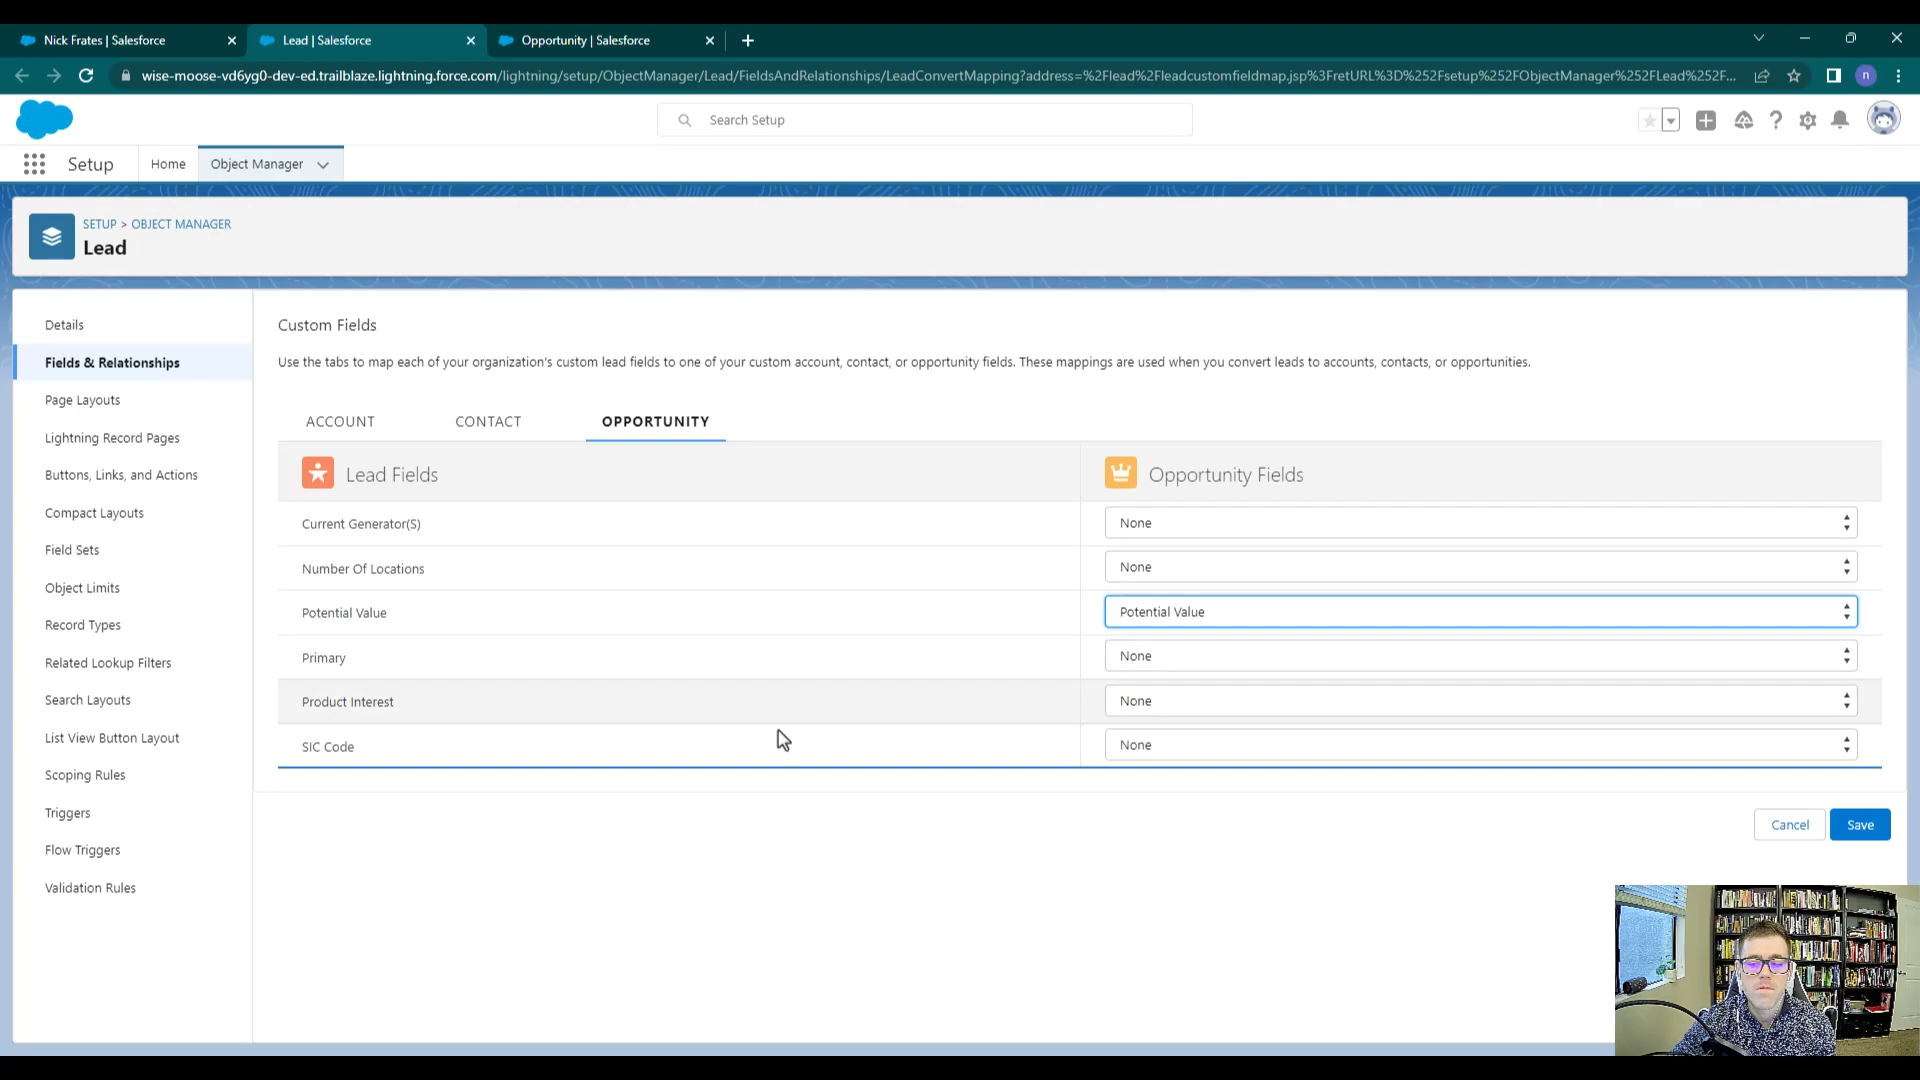 Nick Frates | Salesforce
Lead | Salesforce
Opportunity | Salesforce
wise-moose-vd6yg0-dev-ed.trailblaze.lightning.force.com/lightning/setup/ObjectManager/Lead/FieldsAndRelationships/LeadConvertMapping?address=%2Flead%2Fleadcustomfieldmap.jsp%3FretURL%3D%252Fsetup%252FObjectManager%252FLead%252F...
n
Search Setup
Setup
Home
Object Manager
SETUP > OBJECT MANAGER
Lead
Details
Fields & Relationships
Page Layouts
Lightning Record Pages
Buttons, Links, and Actions
Compact Layouts
Field Sets
Object Limits
Record Types
Related Lookup Filters
Search Layouts
List View Button Layout
Scoping Rules
Triggers
Flow Triggers
Validation Rules
Custom Fields
Use the tabs to map each of your organization's custom lead fields to one of your custom account, contact, or opportunity fields. These mappings are used when you convert leads to accounts, contacts, or opportunities.
ACCOUNT CONTACT OPPORTUNITY
Lead Fields Opportunity Fields
Current Generator(S) None
Number Of Locations None
Potential Value Potential Value
Primary None
Product Interest None
SIC Code None
Cancel Save